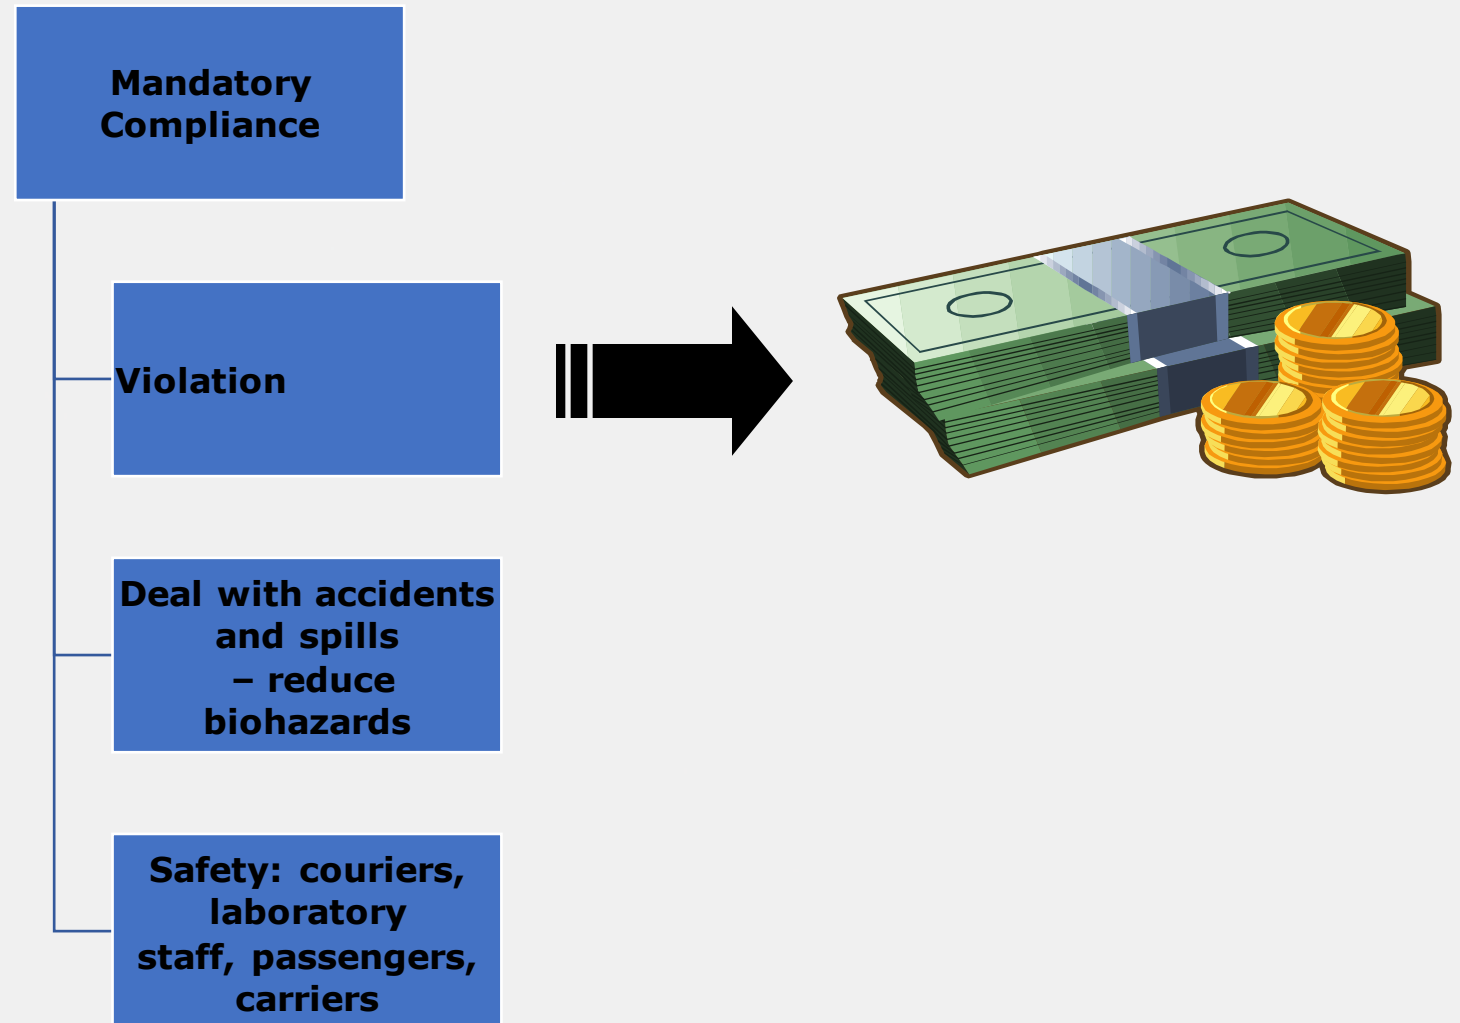 Mandatory
Compliance
Violation
Deal with accidents
and spills
– reduce
biohazards
Safety: couriers,
laboratory
staff, passengers,
carriers